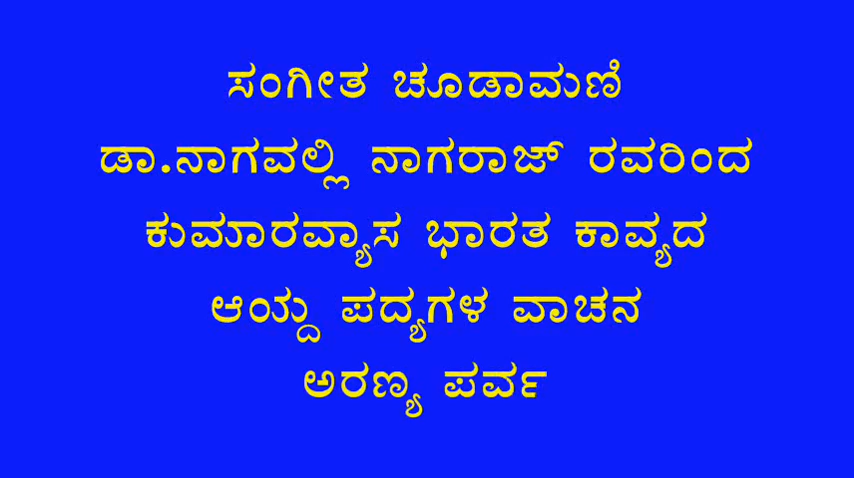 ಸಂಗೀತ ಚೂಡಾಮಣಿ
ಡಾ.ನಾಗವಲ್ಲಿ ನಾಗರಾಜ್ ರವರಿಂದ
ಕುಮಾರವ್ಯಾಸ ಭಾರತ ಕಾವ್ಯದ
ಆಯ್ದ ಪದ್ಯಗಳ ವಾಚನ
ಅರಣ್ಯ ಪರ್ವ